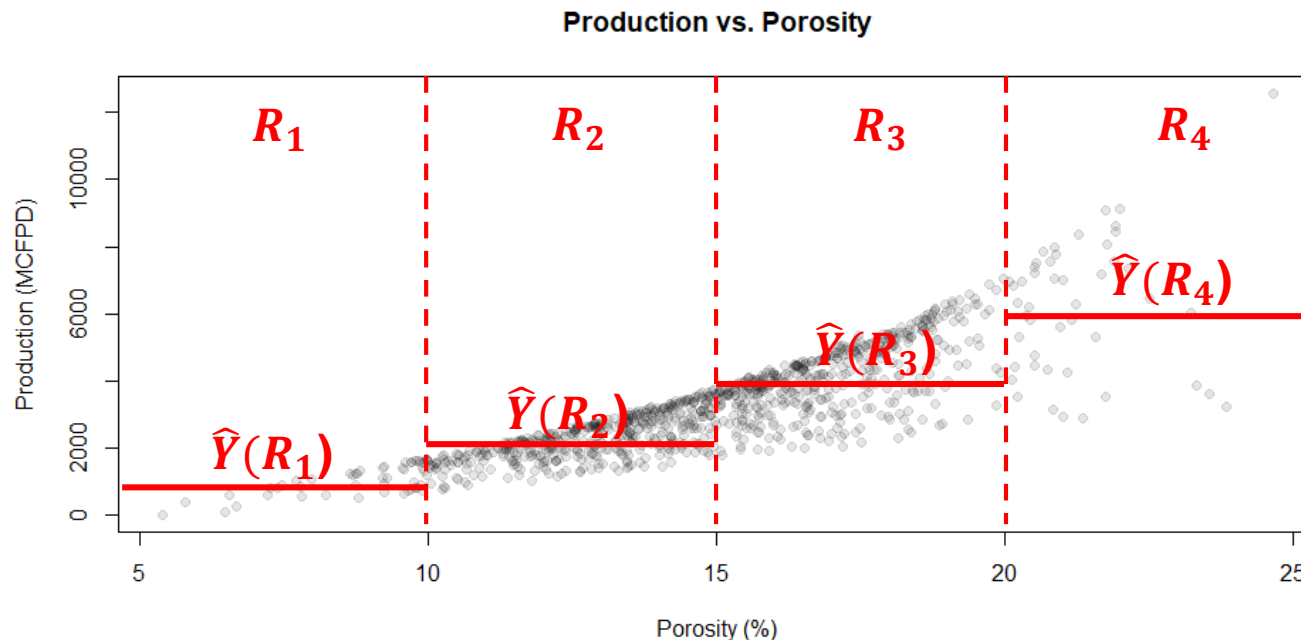 Production vs. Porosity
R₁ R₂ R₃ R₄
Ŷ(R₁) Ŷ(R₂) Ŷ(R₃) Ŷ(R₄)
Production (MCFPD)
0 2000 6000 10000
5 10 15 20 25
Porosity (%)